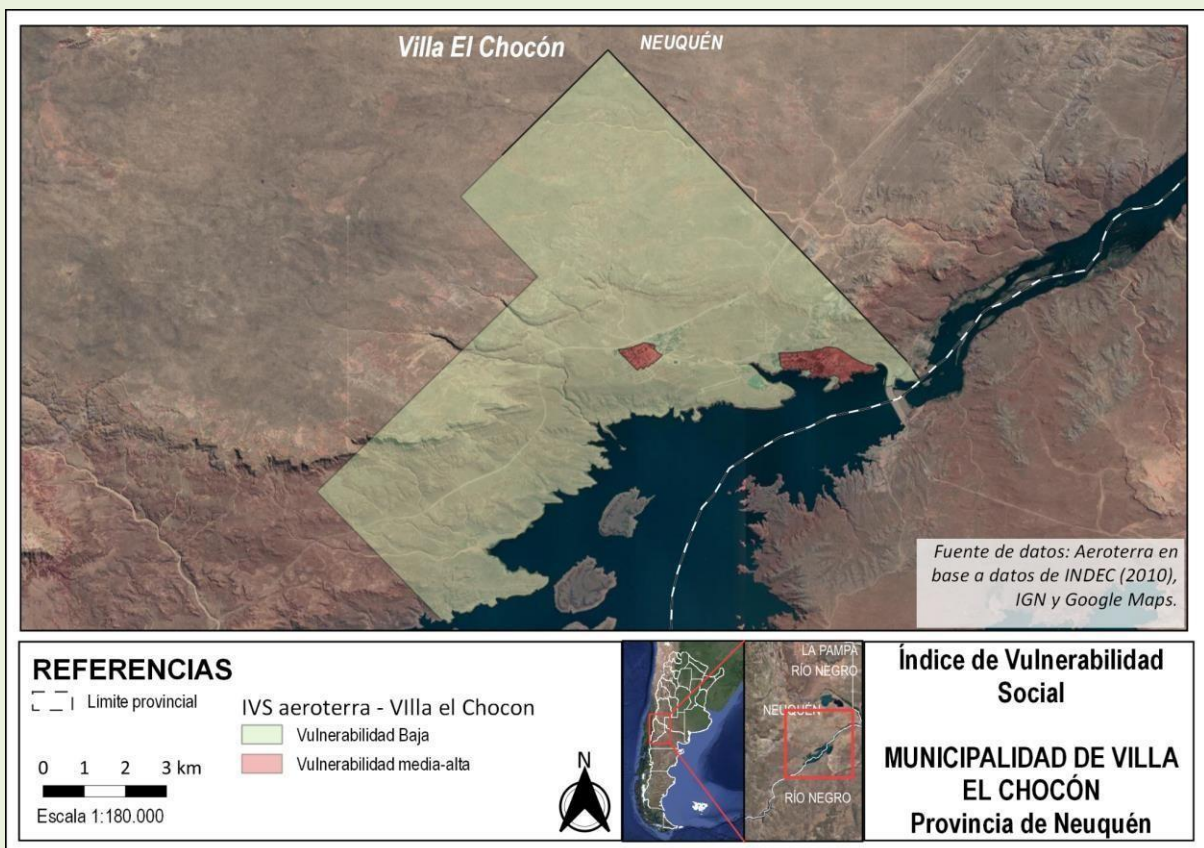 Villa El Chocón
NEUQUÉN
Fuente de datos: Aeroterra en
base a datos de INDEC (2010),
IGN y Google Maps.
REFERENCIAS
Límite provincial
IVS aeroterra - VIlla el Chocon
Vulnerabilidad Baja
Vulnerabilidad media-alta
0 1 2 3 km
Escala 1:180.000
N
LA PAMPA
RÍO NEGRO
NEUQUÉN
RÍO NEGRO
Índice de Vulnerabilidad
Social
MUNICIPALIDAD DE VILLA
EL CHOCÓN
Provincia de Neuquén